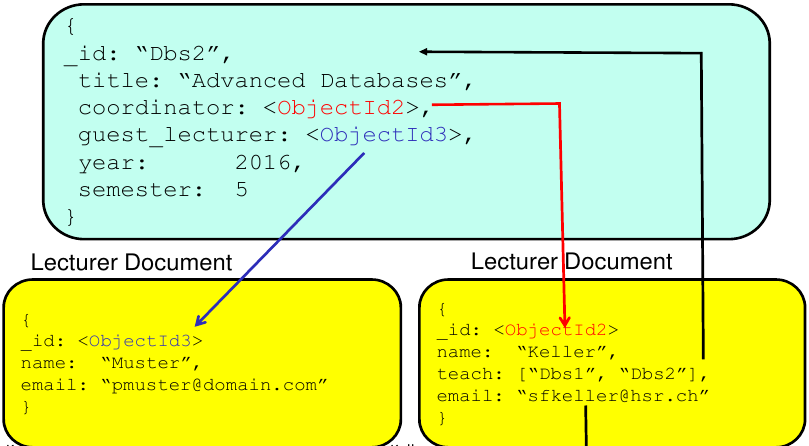 {
_id: “Dbs2”,
title: “Advanced Databases”,
coordinator: <ObjectId2>,
guest_lecturer: <ObjectId3>,
year: 2016,
semester: 5
}
Lecturer Document
{
_id: <ObjectId3>
name: “Muster”,
email: “pmuster@domain.com”
}
Lecturer Document
{
_id: <ObjectId2>
name: “Keller”,
teach: [“Dbs1”, “Dbs2”],
email: “sfkeller@hsr.ch”
}